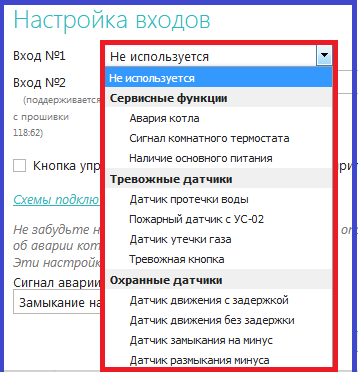 Настройка входов
Вход №1
Не используется
Вход №2
(поддерживается
с прошивки
118:62)
Не используется
Сервисные функции
Авария котла
Сигнал комнатного термостата
Наличие основного питания
Кнопка упр
Тревожные датчики
Датчик протечки воды
Пожарный датчик с УС-02
Датчик утечки газа
Тревожная кнопка
Схемы подклю
Не забудьте н
об аварии кот
Эти настройк
Охранные датчики
Датчик движения с задержкой
Датчик движения без задержки
Датчик замыкания на минус
Датчик размыкания минуса
Сигнал аварии
Замыкание на